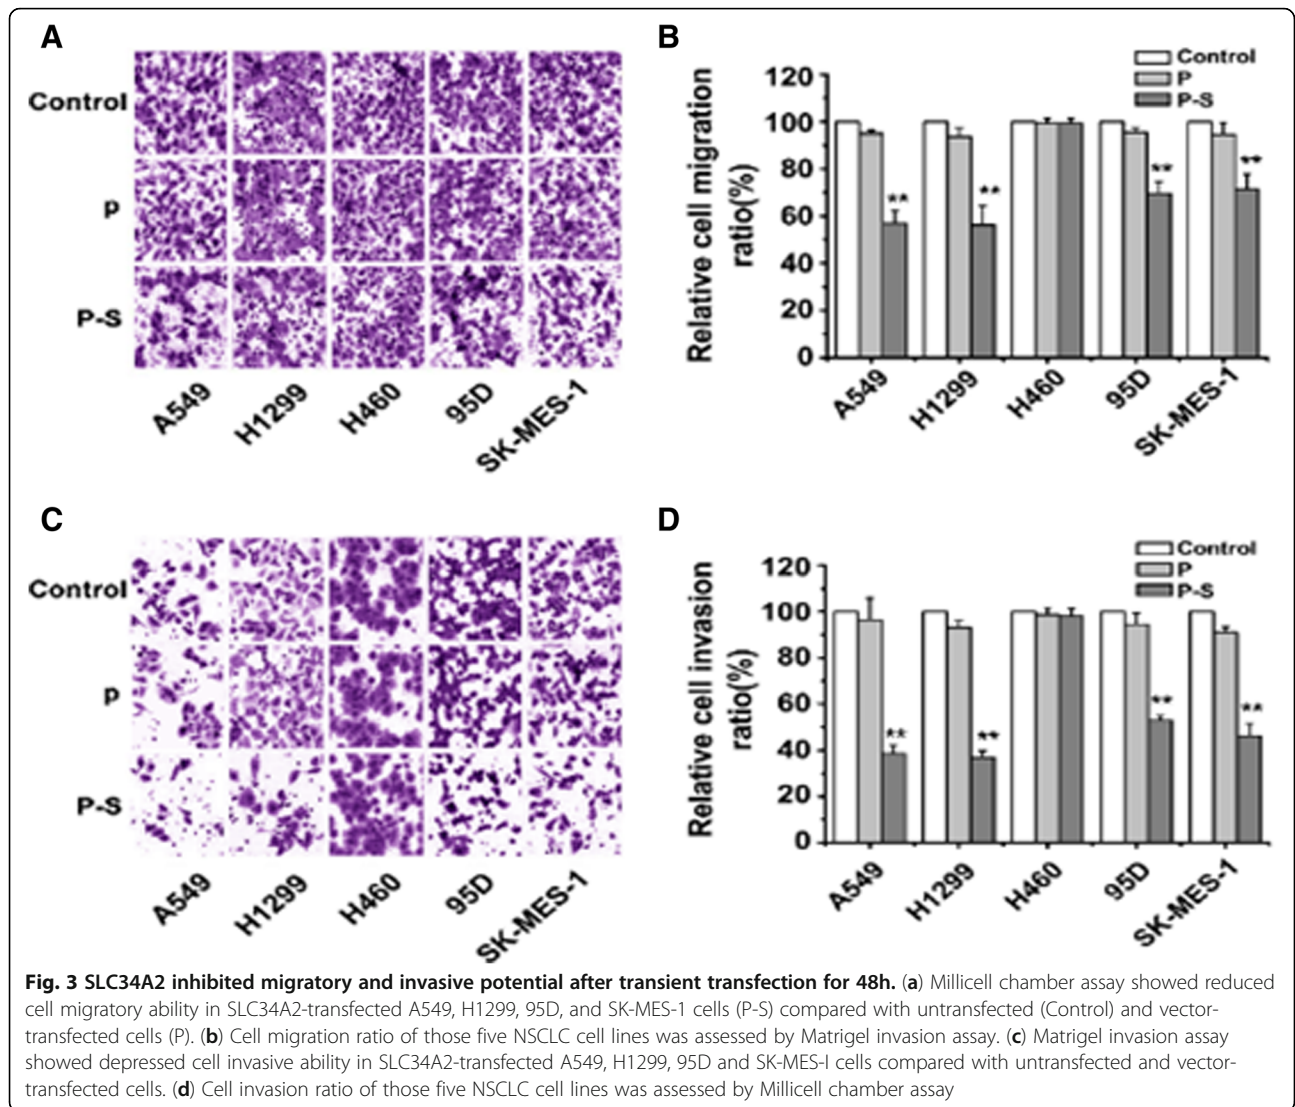 A
Control
P
P-S
A549
H1299
H460
95D
SK-MES-1
B
Control
P
P-S
Relative cell migration
ratio(%)
120
100
80
60
40
20
0
**
**
**
**
A549
H1299
H460
95D
SK-MES-1
C
Control
P
P-S
A549
H1299
H460
95D
SK-MES-1
D
Control
P
P-S
Relative cell invasion
ratio(%)
120
100
80
60
40
20
0
**
**
**
**
A549
H1299
H460
95D
SK-MES-1
Fig. 3 SLC34A2 inhibited migratory and invasive potential after transient transfection for 48h. (a) Millicell chamber assay showed reduced
cell migratory ability in SLC34A2-transfected A549, H1299, 95D, and SK-MES-1 cells (P-S) compared with untransfected (Control) and vector-
transfected cells (P). (b) Cell migration ratio of those five NSCLC cell lines was assessed by Matrigel invasion assay. (c) Matrigel invasion assay
showed depressed cell invasive ability in SLC34A2-transfected A549, H1299, 95D and SK-MES-I cells compared with untransfected and vector-
transfected cells. (d) Cell invasion ratio of those five NSCLC cell lines was assessed by Millicell chamber assay